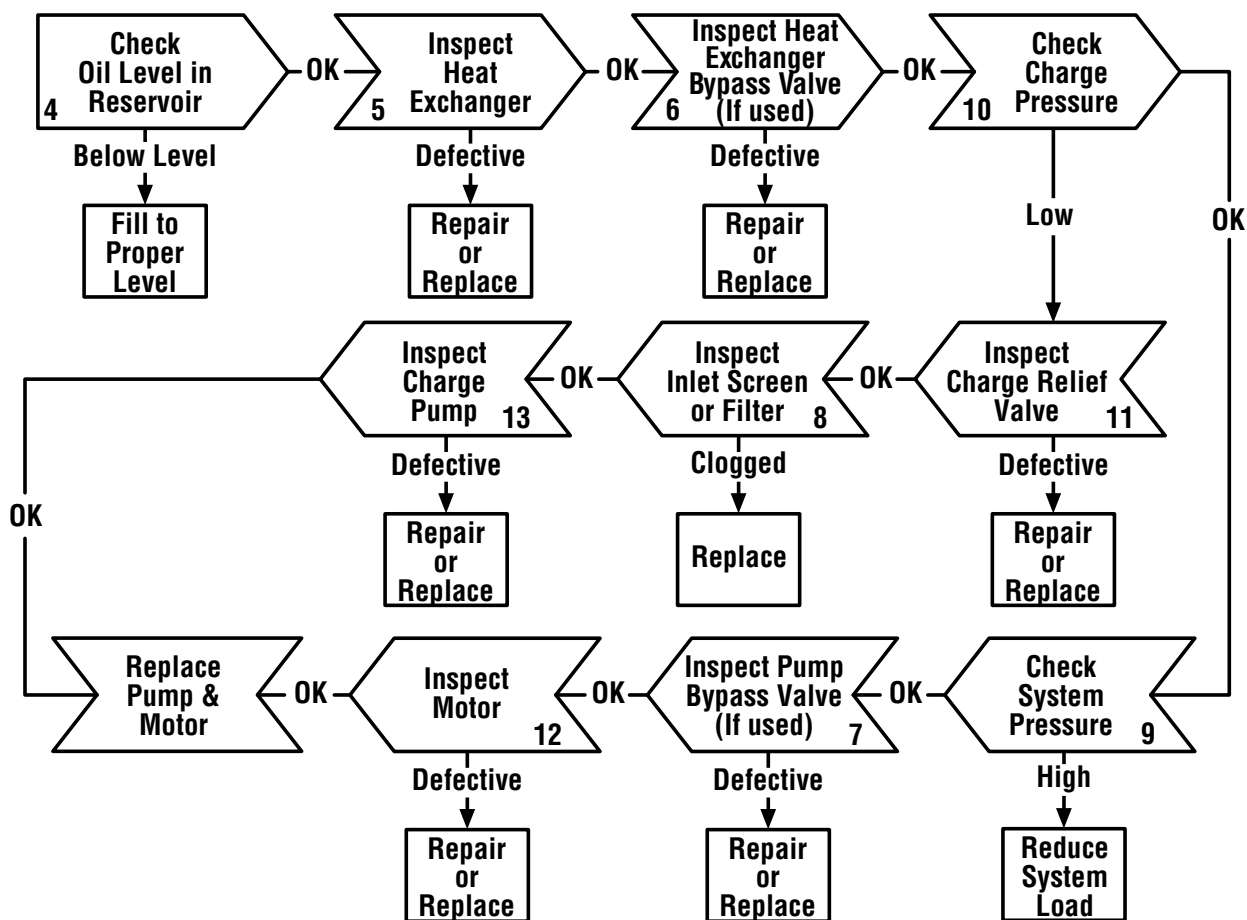 Check
Oil Level in
Reservoir
4
OK
Inspect
Heat
Exchanger
5
OK
Inspect Heat
Exchanger
Bypass Valve
(If used)
6
OK
Check
Charge
Pressure
10
Below Level
Defective
Defective
Low
OK
Fill to
Proper
Level
Repair
or
Replace
Repair
or
Replace
Inspect
Charge
Pump
13
OK
Inspect
Inlet Screen
or Filter
8
OK
Inspect
Charge Relief
Valve
11
Defective
Clogged
Defective
OK
Repair
or
Replace
Replace
Repair
or
Replace
Replace
Pump &
Motor
OK
Inspect
Motor
12
OK
Inspect Pump
Bypass Valve
(If used)
7
OK
Check
System
Pressure
9
Defective
Defective
High
Repair
or
Replace
Repair
or
Replace
Reduce
System
Load